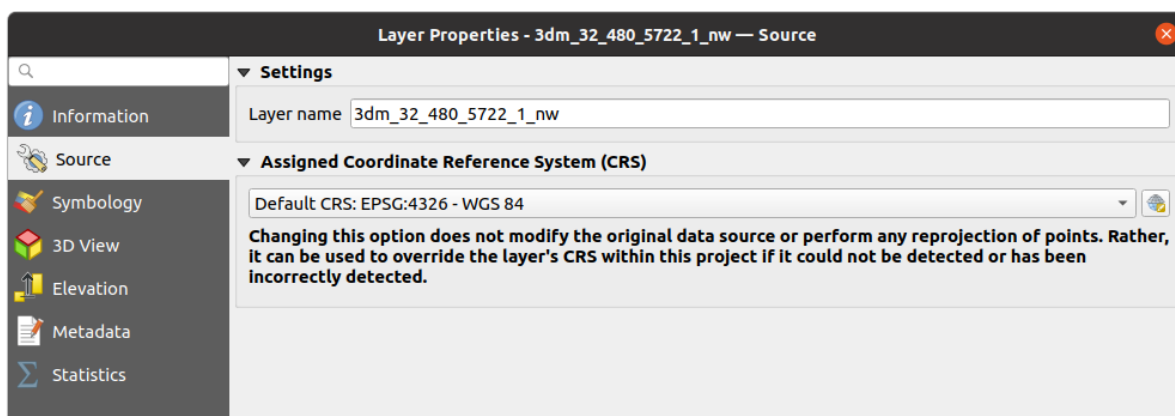 Layer Properties - 3dm_32_480_5722_1_nw — Source
Settings
Layer name 3dm_32_480_5722_1_nw
Assigned Coordinate Reference System (CRS)
Default CRS: EPSG:4326 - WGS 84
Changing this option does not modify the original data source or perform any reprojection of points. Rather,
it can be used to override the layer's CRS within this project if it could not be detected or has been
incorrectly detected.
Information
Source
Symbology
3D View
Elevation
Metadata
Statistics